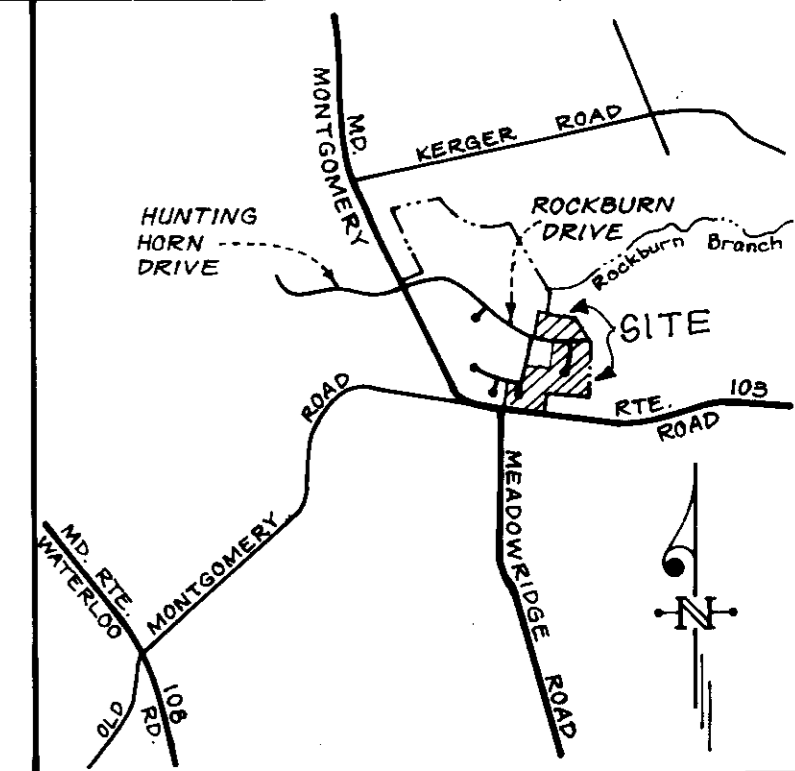 MD.
MONTGOMERY
KERGER ROAD
HUNTING
HORN
DRIVE
ROCKBURN
DRIVE
Rockburn Branch
SITE
RTE. 103
ROAD
ROAD
MONTGOMERY
MEADOWRIDGE ROAD
MD. RTE. 108
WATERLOO RD.
OLD
N